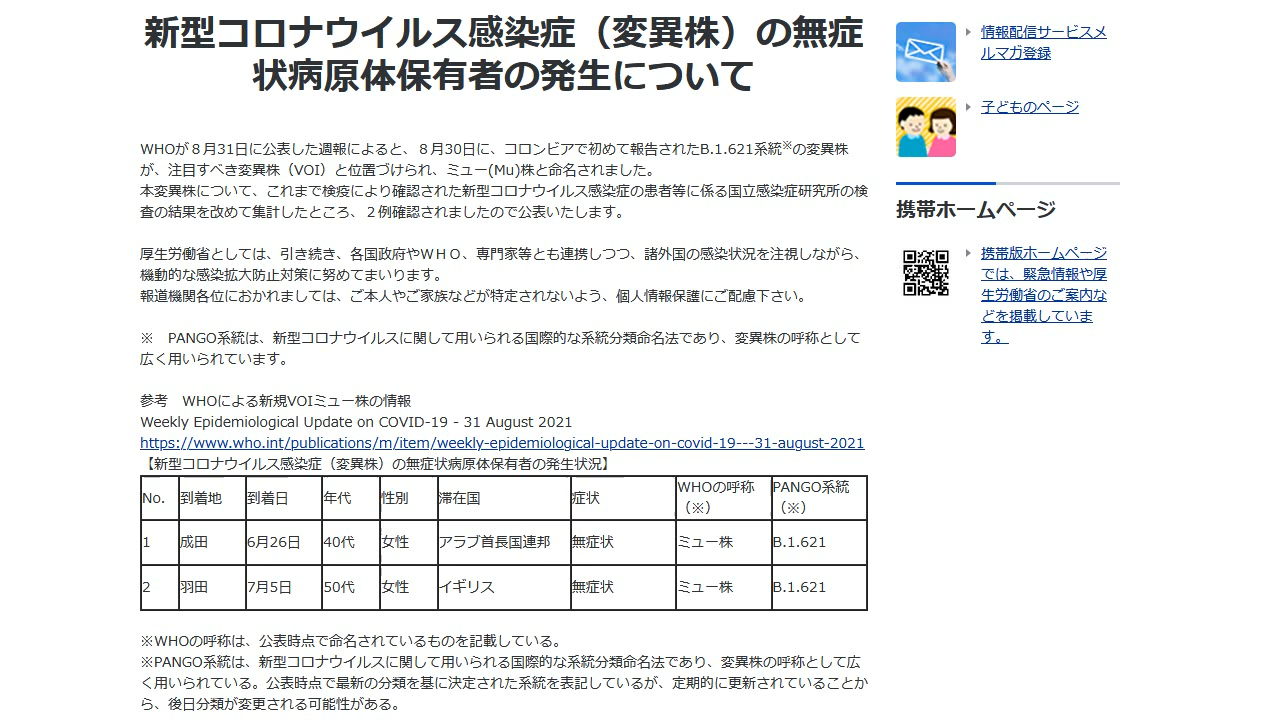 新型コロナウイルス感染症（変異株）の無症
状病原体保有者の発生について
WHOが８月31日に公表した週報によると、８月30日に、コロンビアで初めて報告されたB.1.621系統※の変異株
が、注目すべき変異株（VOI）と位置づけられ、ミュー(Mu)株と命名されました。
本変異株について、これまで検疫により確認された新型コロナウイルス感染症の患者等に係る国立感染症研究所の検
査の結果を改めて集計したところ、２例確認されましたので公表いたします。
厚生労働省としては、引き続き、各国政府やＷＨＯ、専門家等とも連携しつつ、諸外国の感染状況を注視しながら、
機動的な感染拡大防止対策に努めてまいります。
報道機関各位におかれましては、ご本人やご家族などが特定されないよう、個人情報保護にご配慮下さい。
※　PANGO系統は、新型コロナウイルスに関して用いられる国際的な系統分類命名法であり、変異株の呼称として
広く用いられています。
参考　WHOによる新規VOIミュー株の情報
Weekly Epidemiological Update on COVID-19 - 31 August 2021
https://www.who.int/publications/m/item/weekly-epidemiological-update-on-covid-19---31-august-2021
【新型コロナウイルス感染症（変異株）の無症状病原体保有者の発生状況】
No. 到着地 到着日 年代 性別 滞在国 症状 WHOの呼称（※） PANGO系統（※）
1 成田 6月26日 40代 女性 アラブ首長国連邦 無症状 ミュー株 B.1.621
2 羽田 7月5日 50代 女性 イギリス 無症状 ミュー株 B.1.621
※WHOの呼称は、公表時点で命名されているものを記載している。
※PANGO系統は、新型コロナウイルスに関して用いられる国際的な系統分類命名法であり、変異株の呼称として広
く用いられている。公表時点で最新の分類を基に決定された系統を表記しているが、定期的に更新されていることか
ら、後日分類が変更される可能性がある。
情報配信サービスメ
ルマガ登録
子どものページ
携帯ホームページ
携帯版ホームページ
では、緊急情報や厚
生労働省のご案内な
どを掲載していま
す。